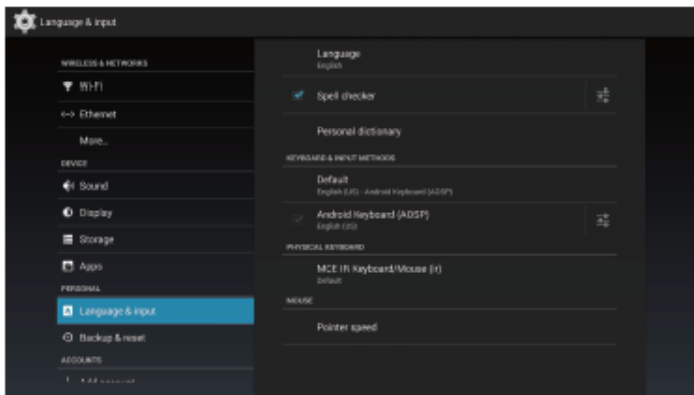 Language & input
WIRELESS & NETWORKS
Wi-Fi
Ethernet
More...
DEVICE
Sound
Display
Storage
Apps
PERSONAL
Language & input
Backup & reset
ACCOUNTS
Add account
Language
English
Spell checker
Personal dictionary
KEYBOARD & INPUT METHODS
Default
English (US) - Android Keyboard (AOSP)
Android Keyboard (AOSP)
English (US)
PHYSICAL KEYBOARD
MCE IR Keyboard/Mouse (ir)
Default
MOUSE
Pointer speed